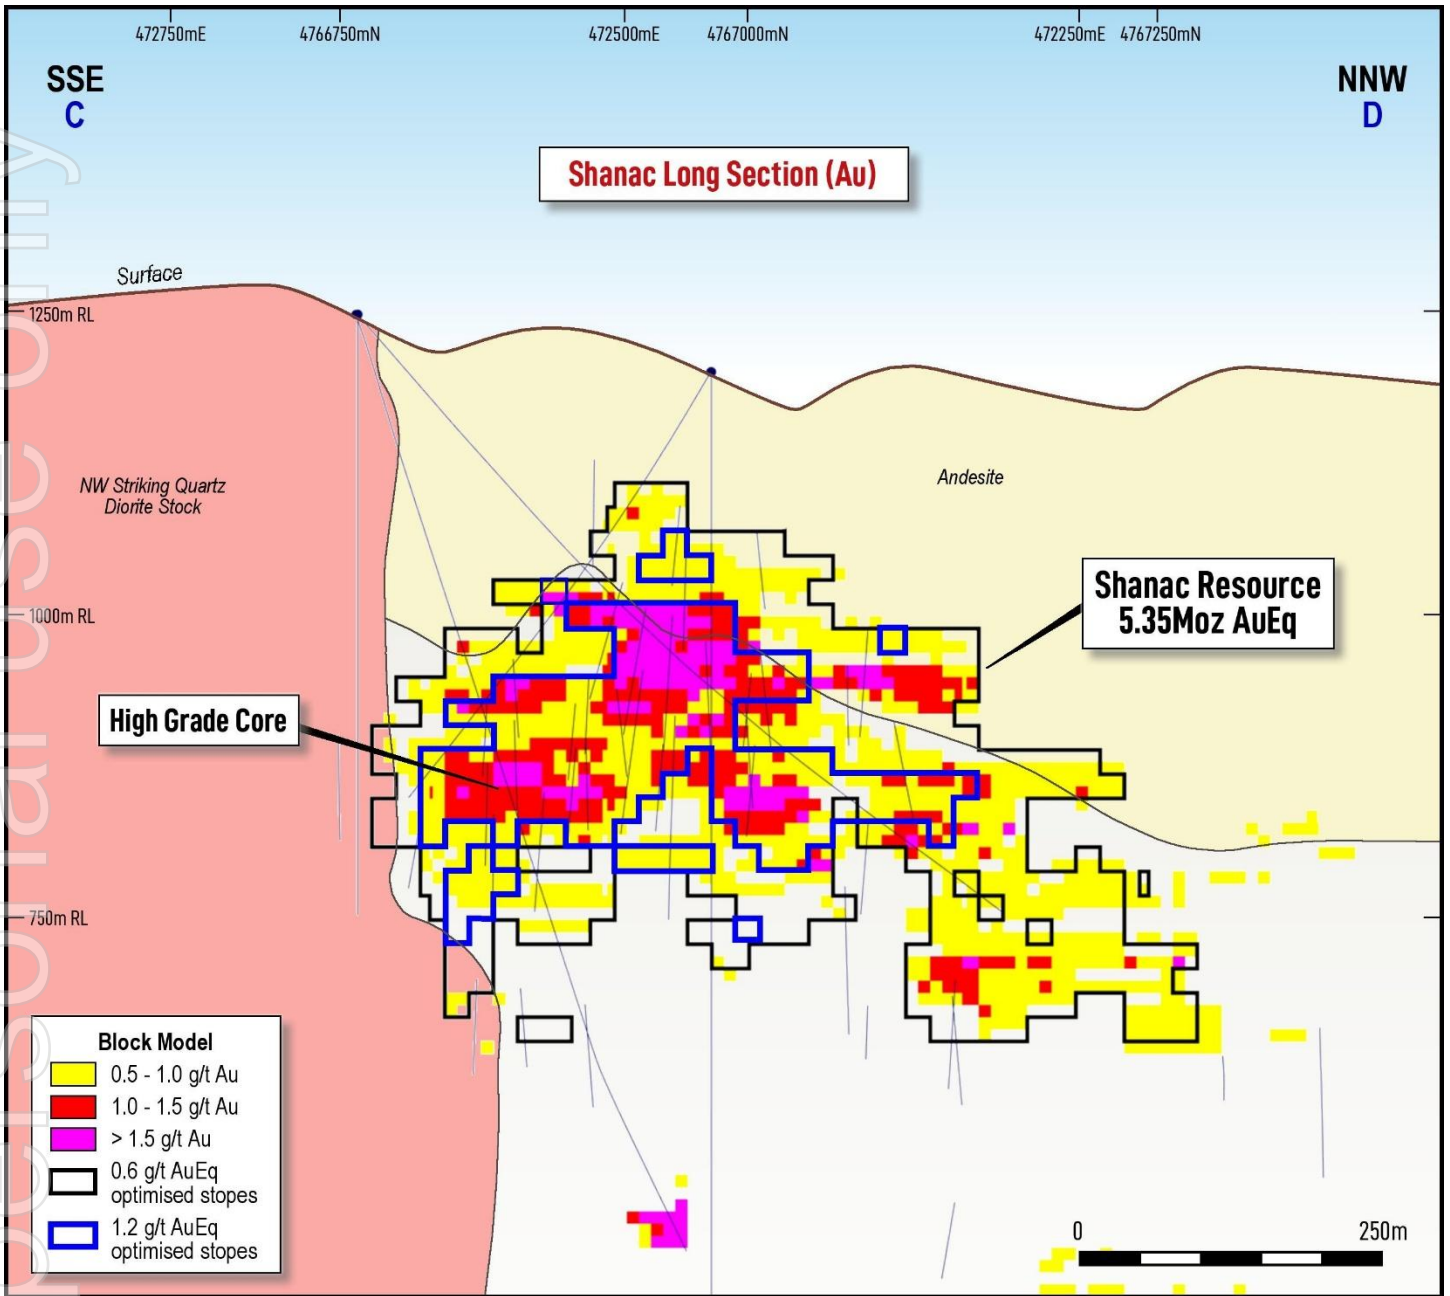 472750mE
4766750mN
472500mE
4767000mN
472250mE
4767250mN
SSE
C
NNW
D
Shanac Long Section (Au)
Surface
1250m RL
NW Striking Quartz
Diorite Stock
Andesite
1000m RL
Shanac Resource
5.35Moz AuEq
High Grade Core
750m RL
Block Model
0.5 - 1.0 g/t Au
1.0 - 1.5 g/t Au
> 1.5 g/t Au
0.6 g/t AuEq
optimised stopes
1.2 g/t AuEq
optimised stopes
0
250m
personal use only